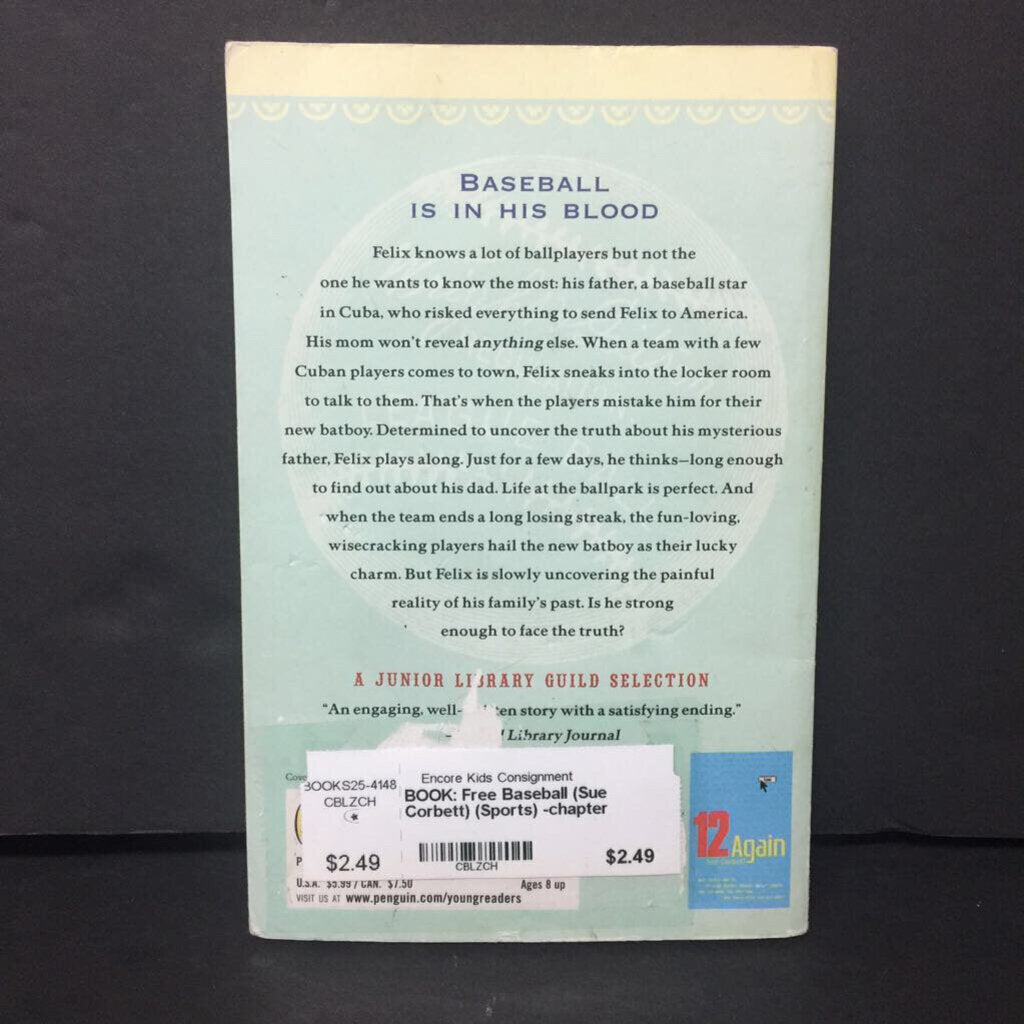 BASEBALL
IS IN HIS BLOOD
Felix knows a lot of ballplayers but not the
one he wants to know the most: his father, a baseball star
in Cuba, who risked everything to send Felix to America.
His mom won't reveal anything else. When a team with a few
Cuban players comes to town, Felix sneaks into the locker room
to talk to them. That's when the players mistake him for their
new batboy. Determined to uncover the truth about his mysterious
father, Felix plays along. Just for a few days, he thinks—long enough
to find out about his dad. Life at the ballpark is perfect. And
when the team ends a long losing streak, the fun-loving,
wisecracking players hail the new batboy as their lucky
charm. But Felix is slowly uncovering the painful
reality of his family's past. Is he strong
enough to face the truth?
A JUNIOR LIBRARY GUILD SELECTION
"An engaging, well- ten story with a satisfying ending."
Library Journal
Cove
BOOKS25-4148
CBLZCH
$2.49
Encore Kids Consignment
BOOK: Free Baseball (Sue
Corbett) (Sports) -chapter
CBLZCH
$2.49
P
U.S.A. $5.99 / CAN. $7.50
Ages 8 up
VISIT US AT www.penguin.com/youngreaders
12 Again